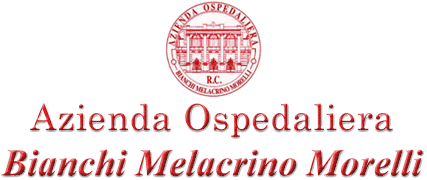 AZIENDA OSPEDALIERA
R.C.
BIANCHI MELACRINO MORELLI
Azienda Ospedaliera
Bianchi Melacrino Morelli